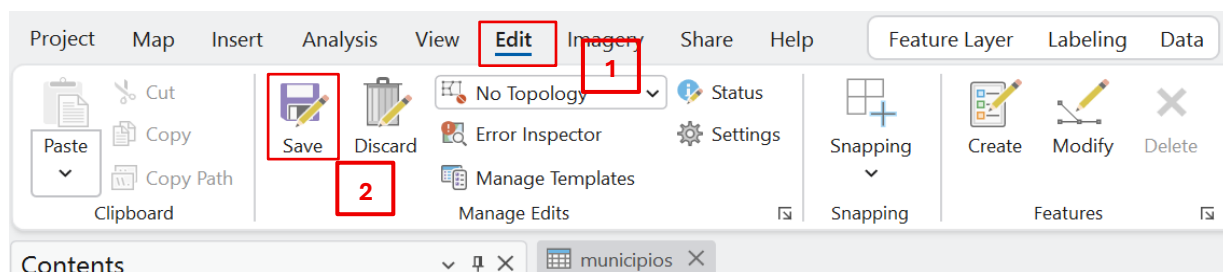 Project Map Insert Analysis View Edit Imagery Share Help Feature Layer Labeling Data
1
Cut No Topology Status
Copy Error Inspector Settings
Paste Save Discard Snapping Create Modify Delete
Copy Path Manage Templates
2
Clipboard Manage Edits Snapping Features
Contents municipios